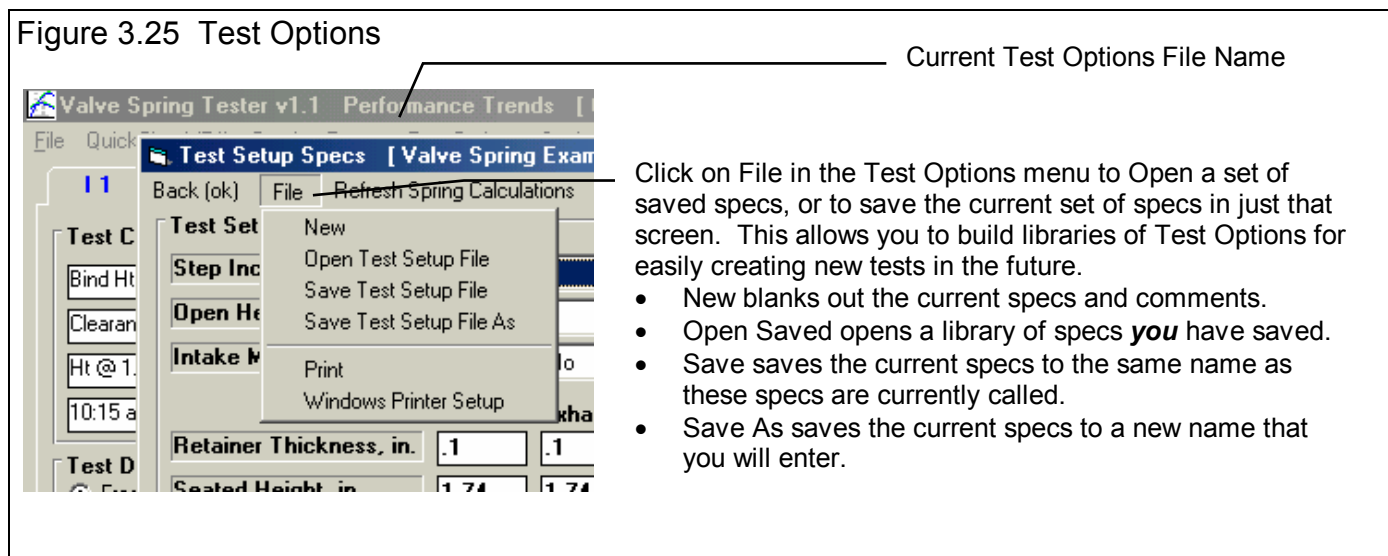 Figure 3.25 Test Options
Current Test Options File Name
Valve Spring Tester v1.1 Performance Trends [
File Quick
Test Setup Specs [ Valve Spring Exam
I 1
Back (ok) File Refresh Spring Calculations
Test C
Test Set
New
Open Test Setup File
Save Test Setup File
Save Test Setup File As
Print
Windows Printer Setup
Step Inc
Bind Ht
Open He
Clearan
Intake M
Ht @ 1.
10:15 a
xha
Retainer Thickness, in. .1 .1
Test D
Seated Height, in. 1.74 1.74
Click on File in the Test Options menu to Open a set of
saved specs, or to save the current set of specs in just that
screen. This allows you to build libraries of Test Options for
easily creating new tests in the future.
• New blanks out the current specs and comments.
• Open Saved opens a library of specs you have saved.
• Save saves the current specs to the same name as
these specs are currently called.
• Save As saves the current specs to a new name that
you will enter.